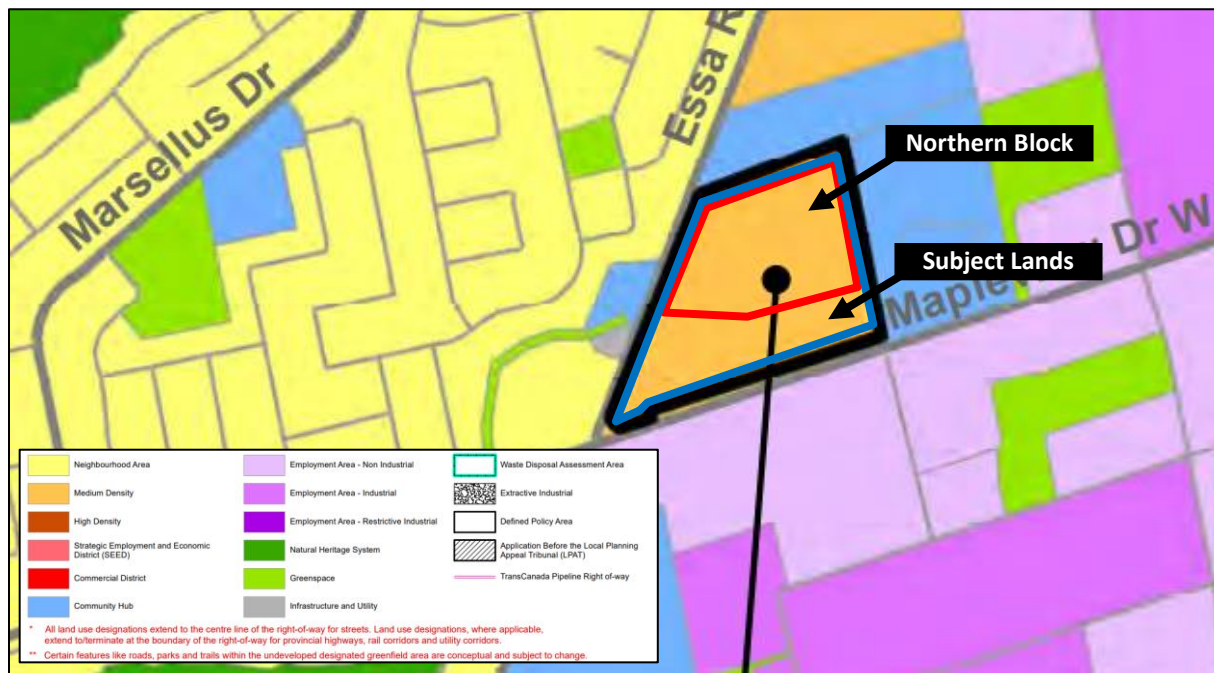 Marsellus Dr
Essa R
Northern Block
Subject Lands
Maplev y Dr W
Neighbourhood Area
Medium Density
High Density
Strategic Employment and Economic
District (SEED)
Commercial District
Community Hub
Employment Area - Non Industrial
Employment Area - Industrial
Employment Area - Restrictive Industrial
Natural Heritage System
Greenspace
Infrastructure and Utility
Waste Disposal Assessment Area
Extractive Industrial
Defined Policy Area
Application Before the Local Planning
Appeal Tribunal (LPAT)
TransCanada Pipeline Right of-way
* All land use designations extend to the centre line of the right-of-way for streets. Land use designations, where applicable,
extend to/terminate at the boundary of the right-of-way for provincial highways, rail corridors and utility corridors.
** Certain features like roads, parks and trails within the undeveloped designated greenfield area are conceptual and subject to change.